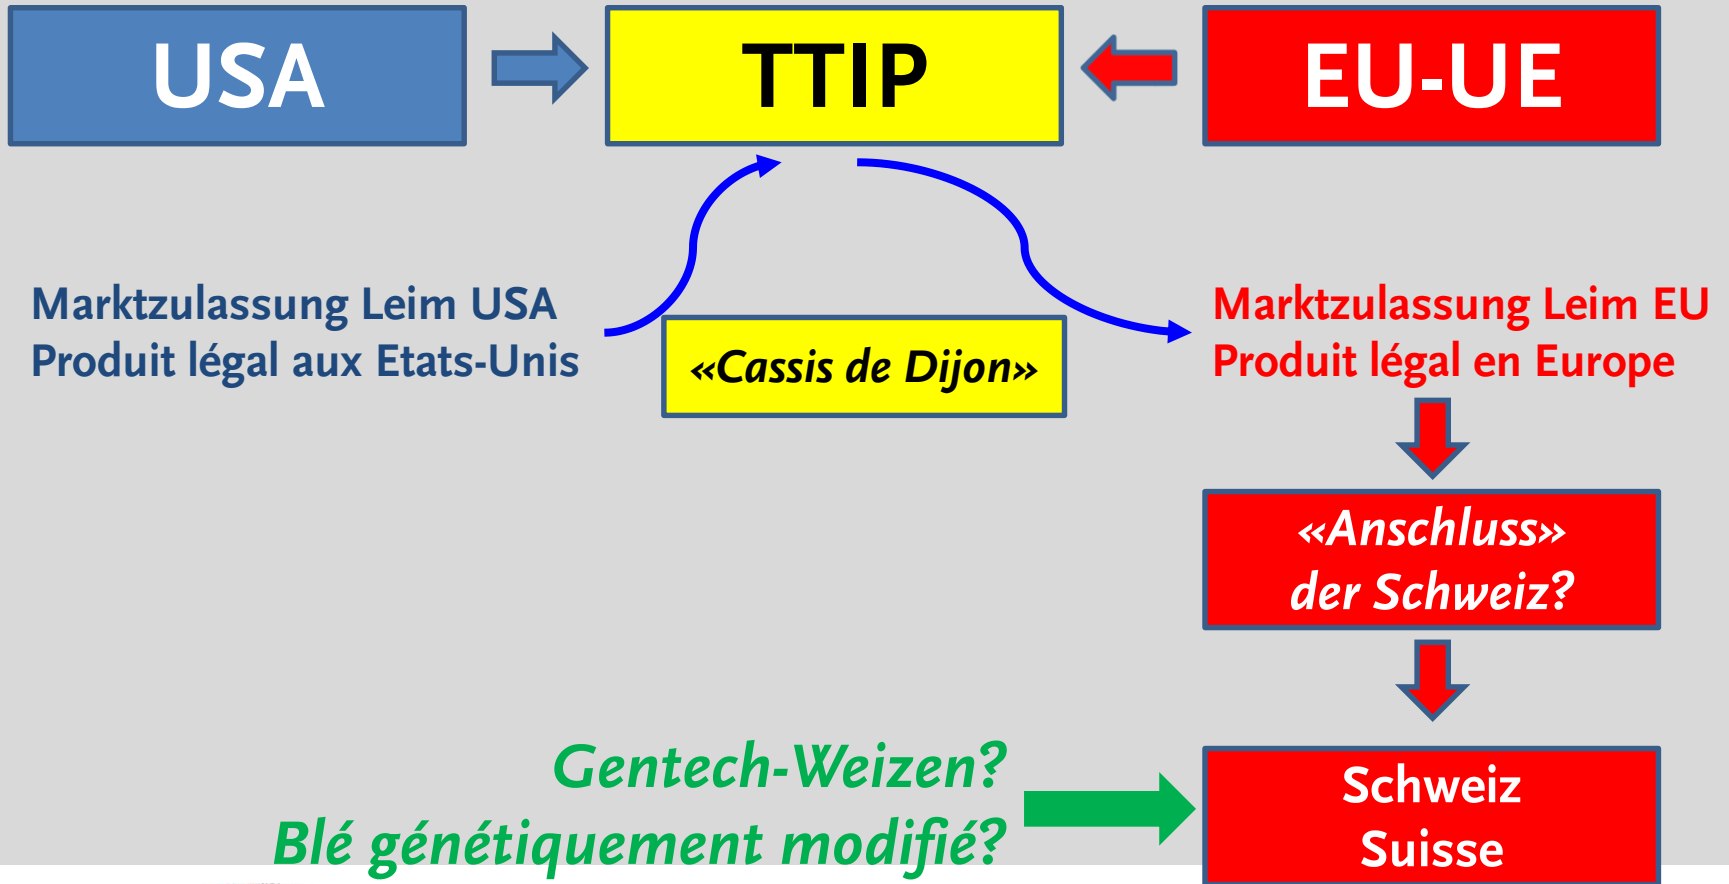 USA
TTIP
EU-UE
Marktzulassung Leim USA
Produit légal aux Etats-Unis
«Cassis de Dijon»
Marktzulassung Leim EU
Produit légal en Europe
«Anschluss»
der Schweiz?
Gentech-Weizen?
Blé génétiquement modifié?
Schweiz
Suisse